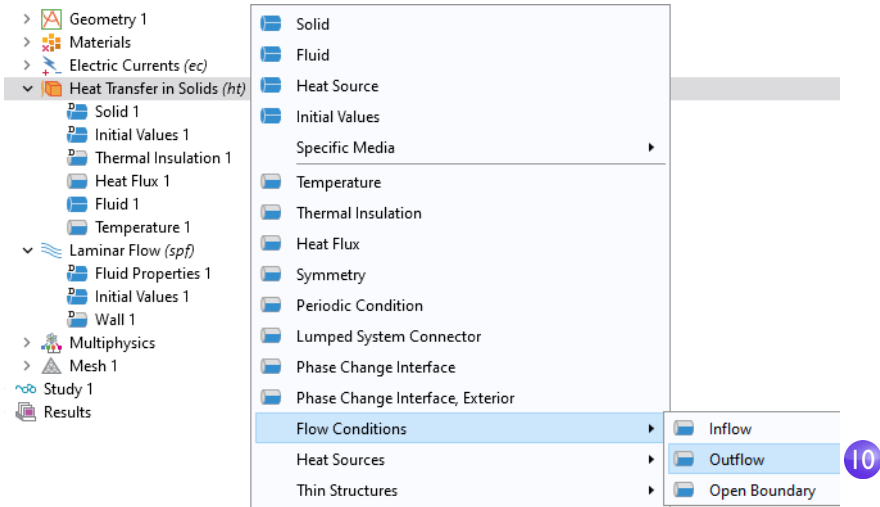 Geometry 1
Materials
Electric Currents (ec)
Heat Transfer in Solids (ht)
D Solid 1
D Initial Values 1
D Thermal Insulation 1
Heat Flux 1
Fluid 1
Temperature 1
Laminar Flow (spf)
D Fluid Properties 1
D Initial Values 1
D Wall 1
Multiphysics
Mesh 1
Study 1
Results
Solid
Fluid
Heat Source
Initial Values
Specific Media
Temperature
Thermal Insulation
Heat Flux
Symmetry
Periodic Condition
Lumped System Connector
Phase Change Interface
Phase Change Interface, Exterior
Flow Conditions
Heat Sources
Thin Structures
Inflow
Outflow
Open Boundary
10